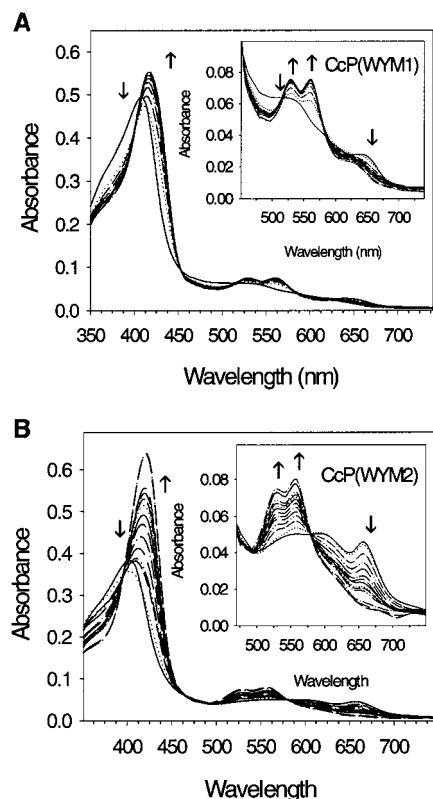 A
0.6
0.5
0.4
0.3
0.2
0.1
0.0
Absorbance
350 400 450 500 550 600 650 700
Wavelength (nm)
↓ ↑
CcP(WYM1)
0.08
0.06
0.04
0.02
0.00
Absorbance
500 550 600 650 700
Wavelength (nm)
↓ ↑ ↑ ↓
B
0.6
0.5
0.4
0.3
0.2
0.1
0.0
Absorbance
400 450 500 550 600 650 700
Wavelength
↓ ↑
CcP(WYM2)
0.08
0.06
0.04
0.02
0.00
Absorbance
500 550 600 650 700
Wavelength
↑ ↑ ↓